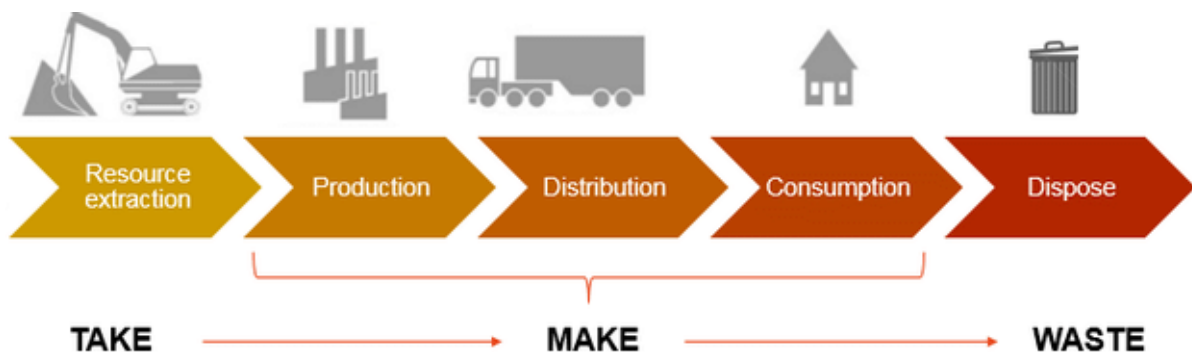 Resource
extraction
Production
Distribution
Consumption
Dispose
TAKE
MAKE
WASTE